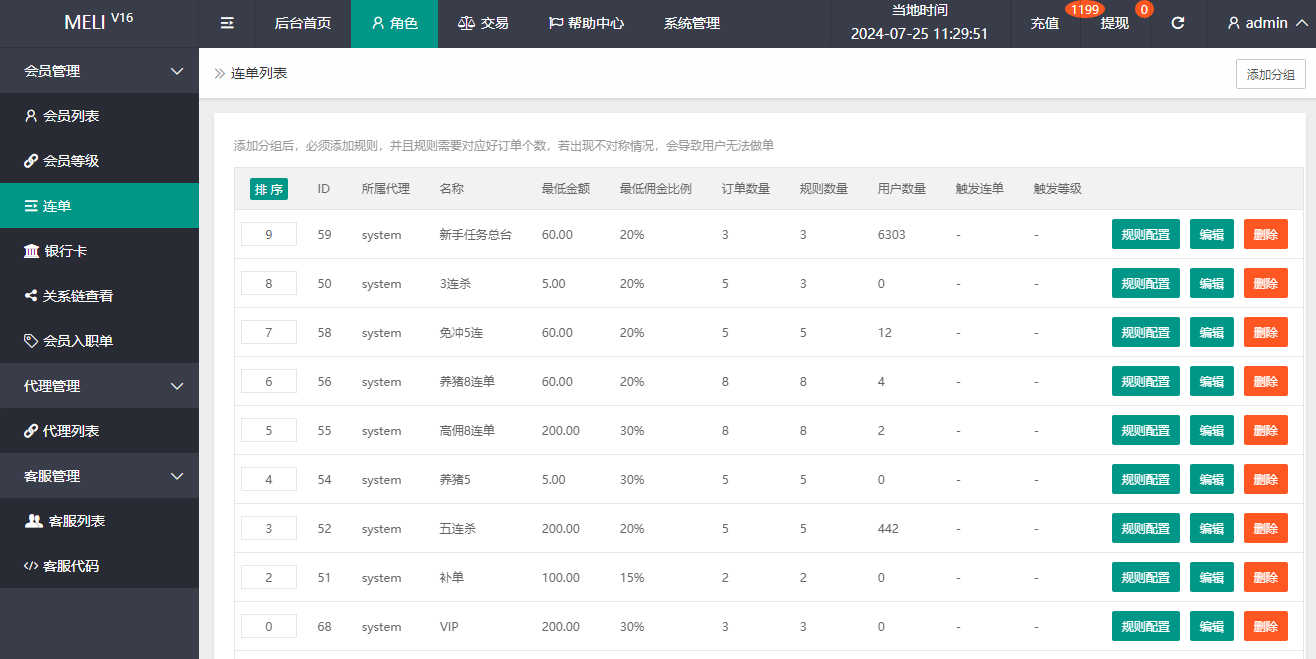 MELI V16
后台首页 角色 交易 帮助中心 系统管理 当地时间 2024-07-25 11:29:51 充值 1199 提现 0 admin
会员管理
会员列表
会员等级
连单
银行卡
关系链查看
会员入职单
代理管理
代理列表
客服管理
客服列表
客服代码
连单列表 添加分组
添加分组后，必须添加规则，并且规则需要对应好订单个数，若出现不对称情况，会导致用户无法做单
排 序 ID 所属代理 名称 最低金额 最低佣金比例 订单数量 规则数量 用户数量 触发连单 触发等级
9 59 system 新手任务总台 60.00 20% 3 3 6303 - - 规则配置 编辑 删除
8 50 system 3连杀 5.00 20% 5 3 0 - - 规则配置 编辑 删除
7 58 system 免冲5连 60.00 20% 5 5 12 - - 规则配置 编辑 删除
6 56 system 养猪8连单 60.00 20% 8 8 4 - - 规则配置 编辑 删除
5 55 system 高佣8连单 200.00 30% 8 8 2 - - 规则配置 编辑 删除
4 54 system 养猪5 5.00 30% 5 5 0 - - 规则配置 编辑 删除
3 52 system 五连杀 200.00 20% 5 5 442 - - 规则配置 编辑 删除
2 51 system 补单 100.00 15% 2 2 0 - - 规则配置 编辑 删除
0 68 system VIP 200.00 30% 3 3 0 - - 规则配置 编辑 删除